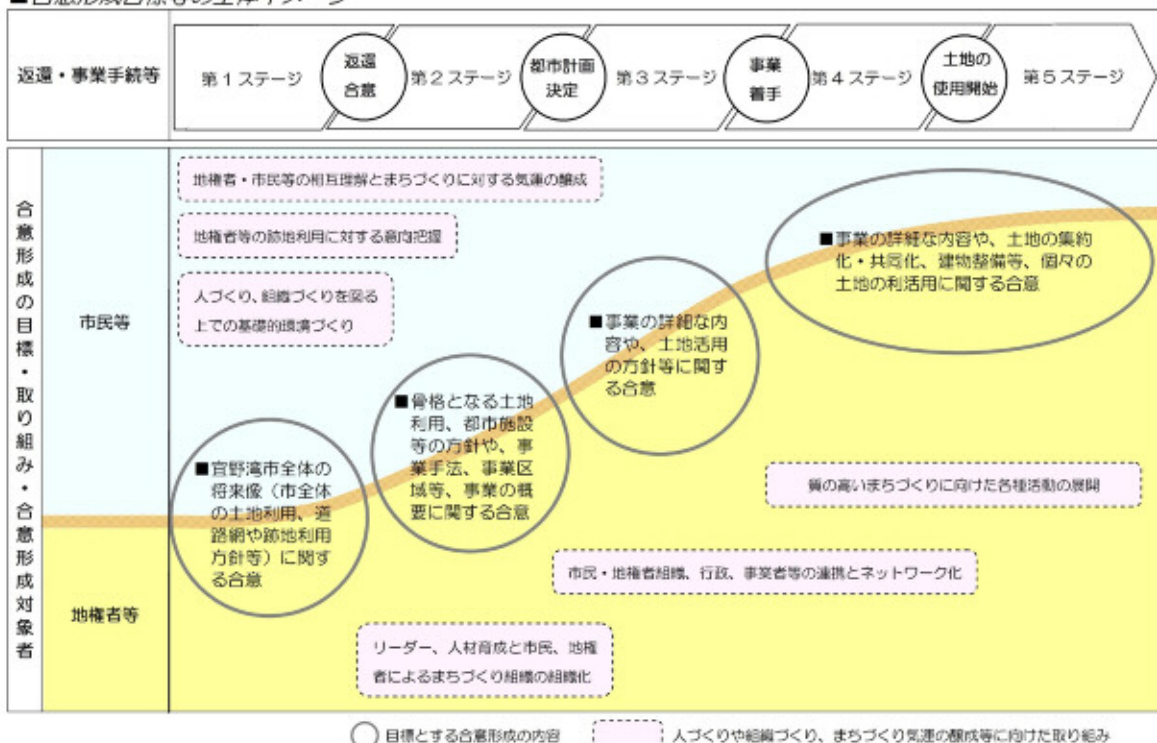 ■合意形成目標等の全体イメージ
返還・事業手続等
第１ステージ
返還
合意
第２ステージ
都市計画
決定
第３ステージ
事業
着手
第４ステージ
土地の
使用開始
第５ステージ
合意形成の目標・取り組み・合意形成対象者
市民等
地権者等
地権者・市民等の相互理解とまちづくりに対する気運の醸成
地権者等の跡地利用に対する意向把握
人づくり、組織づくりを図る
上での基礎的環境づくり
■宜野湾市全体の
将来像（市全体
の土地利用、道
路網や跡地利用
方針等）に関す
る合意
■骨格となる土地
利用、都市施設
等の方針や、事
業手法、事業区
域等、事業の概
要に関する合意
■事業の詳細な内
容や、土地活用
の方針等に関す
る合意
■事業の詳細な内容や、土地の集約
化・共同化、建物整備等、個々の
土地の利活用に関する合意
質の高いまちづくりに向けた各種活動の展開
市民・地権者組織、行政、事業者等の連携とネットワーク化
リーダー、人材育成と市民、地権
者によるまちづくり組織の組織化
目標とする合意形成の内容
人づくりや組織づくり、まちづくり気運の醸成等に向けた取り組み